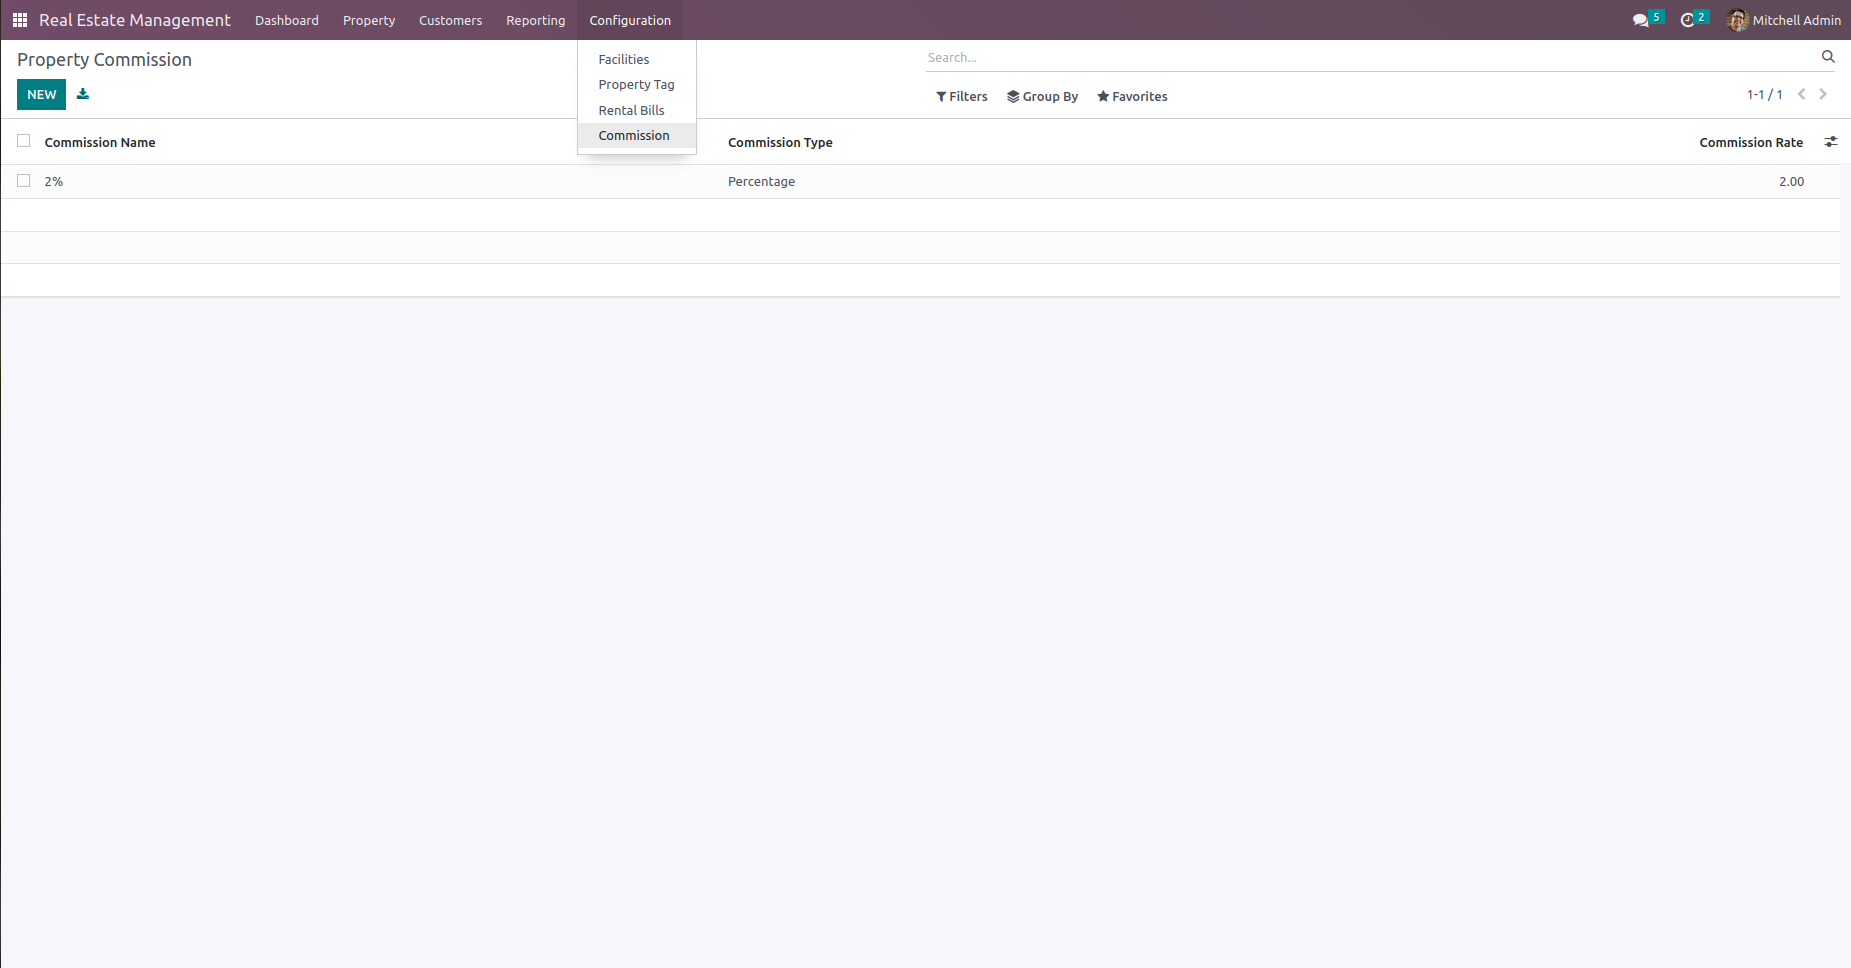 Real Estate Management Dashboard Property Customers Reporting Configuration 5 2 Mitchell Admin
Property Commission
Facilities
Property Tag
Rental Bills
Commission
Search...
NEW
Filters Group By Favorites 1-1 / 1
Commission Name Commission Type Commission Rate
2% Percentage 2.00